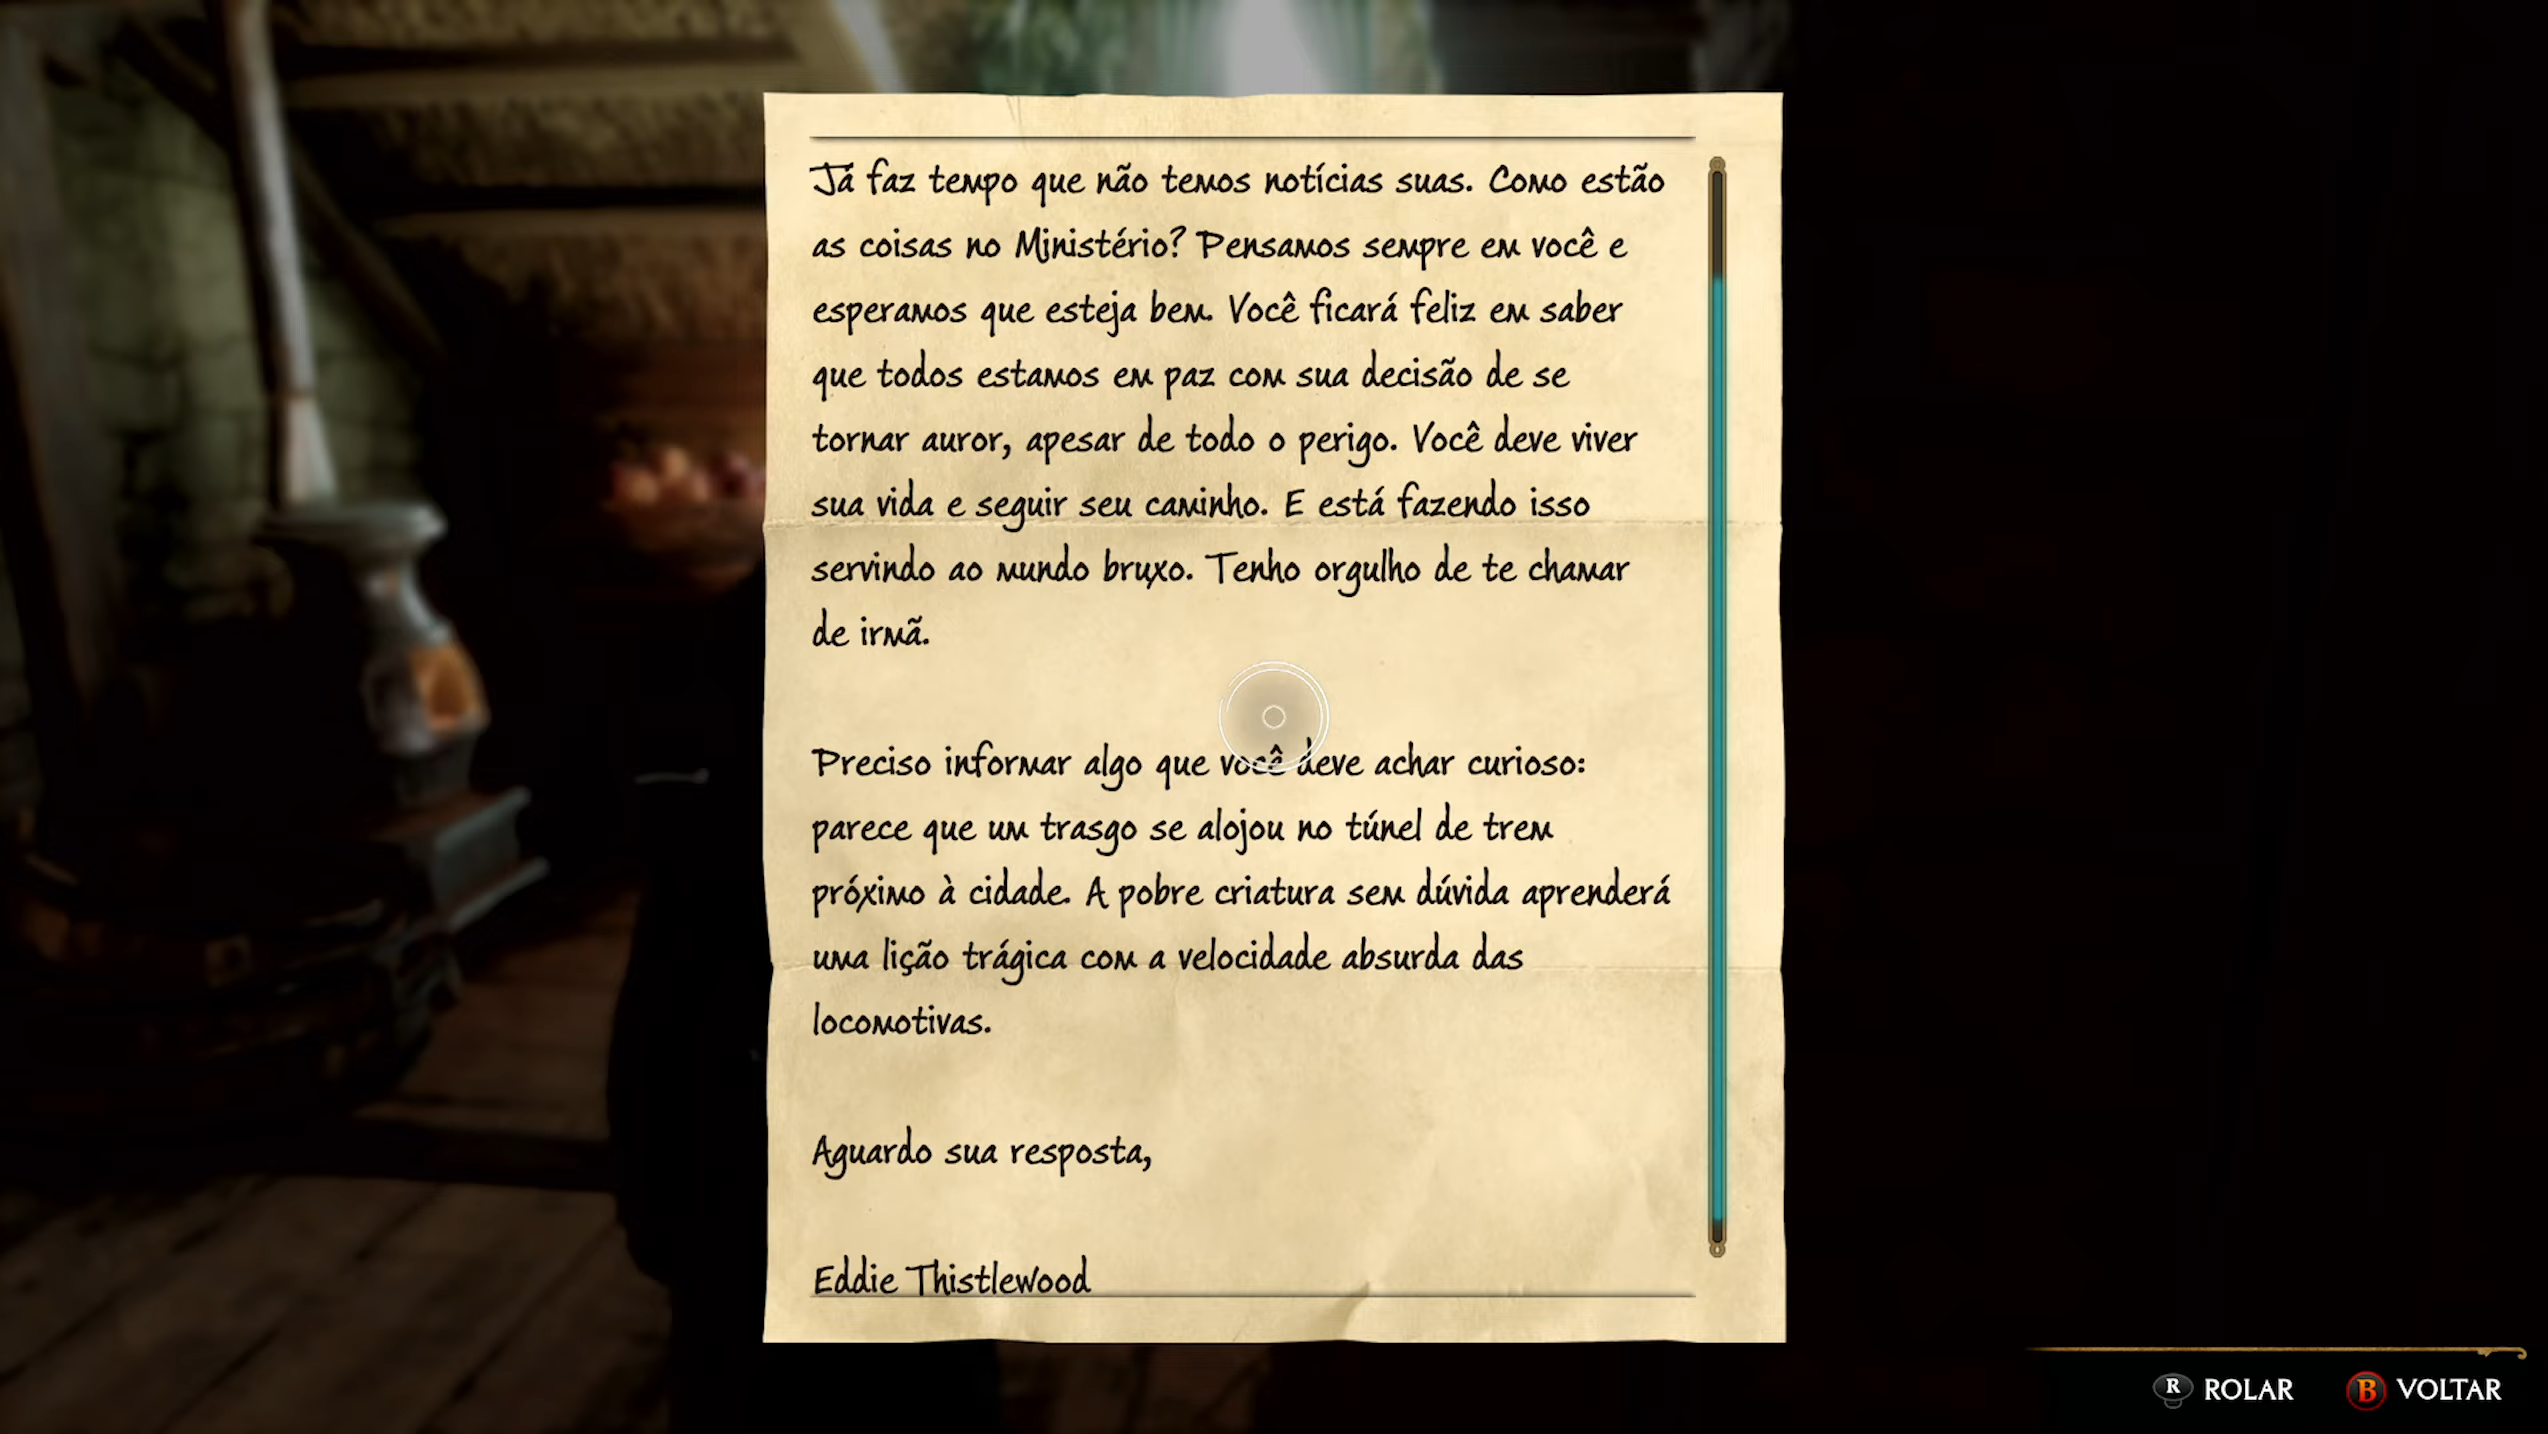 Já faz tempo que não temos notícias suas. Como estão
as coisas no Ministério? Pensamos sempre em você e
esperamos que esteja bem. Você ficará feliz em saber
que todos estamos em paz com sua decisão de se
tornar auror, apesar de todo o perigo. Você deve viver
sua vida e seguir seu caminho. E está fazendo isso
servindo ao mundo bruxo. Tenho orgulho de te chamar
de irmã.
Preciso informar algo que você deve achar curioso:
parece que um trasgo se alojou no túnel de trem
próximo à cidade. A pobre criatura sem dúvida aprenderá
uma lição trágica com a velocidade absurda das
locomotivas.
Aguardo sua resposta,
Eddie Thistlewood
R ROLAR B VOLTAR